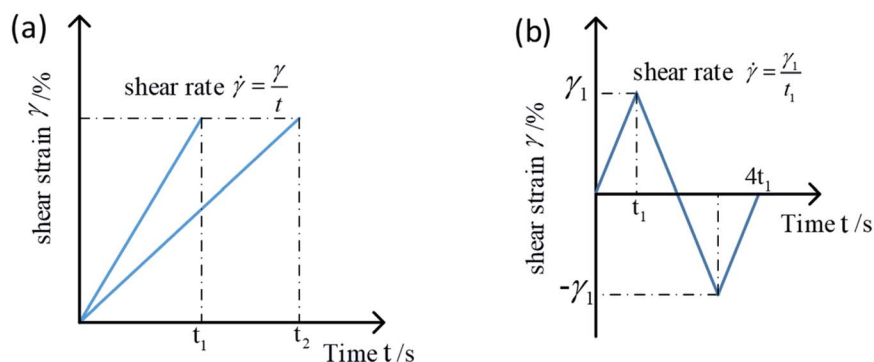 (a)
shear strain γ/%
shear rate γ̇ = γ/t
t₁
t₂
Time t/s
(b)
shear strain γ/%
shear rate γ̇ = γ₁/t₁
γ₁
4t₁
t₁
Time t/s
-γ₁